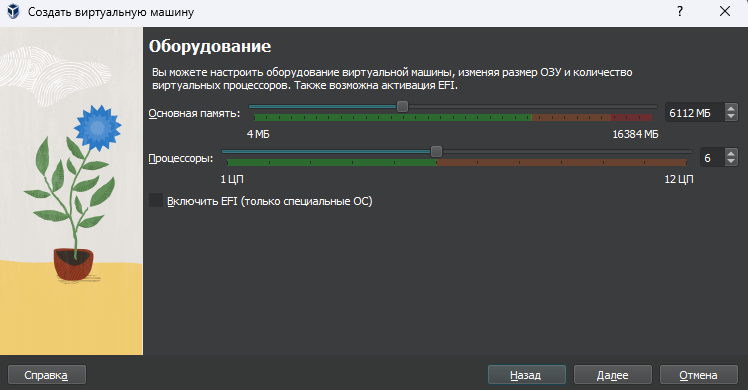 Создать виртуальную машину
?
Оборудование
Вы можете настроить оборудование виртуальной машины, изменяя размер ОЗУ и количество
виртуальных процессоров. Также возможна активация EFI.
Основная память:
6112 МБ
4 МБ
16384 МБ
Процессоры:
6
1 ЦП
12 ЦП
Включить EFI (только специальные ОС)
Справка
Назад
Далее
Отмена